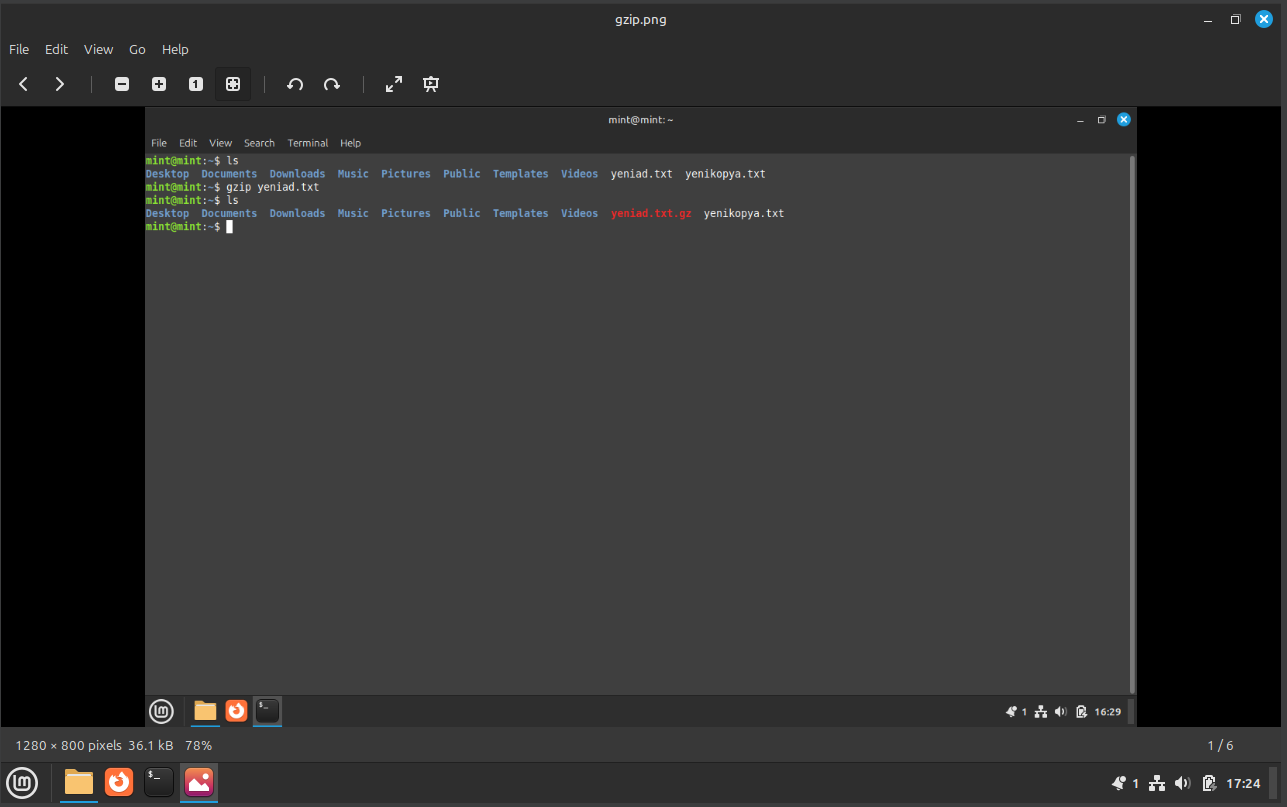 gzip.png
File Edit View Go Help
1
mint@mint: ~
File Edit View Search Terminal Help
mint@mint:~$ ls
Desktop Documents Downloads Music Pictures Public Templates Videos yeniad.txt yenikopya.txt
mint@mint:~$ gzip yeniad.txt
mint@mint:~$ ls
Desktop Documents Downloads Music Pictures Public Templates Videos yeniad.txt.gz yenikopya.txt
mint@mint:~$
lm $_ 1 16:29
1280 × 800 pixels 36.1 kB 78% 1 / 6
lm $_ 1 17:24